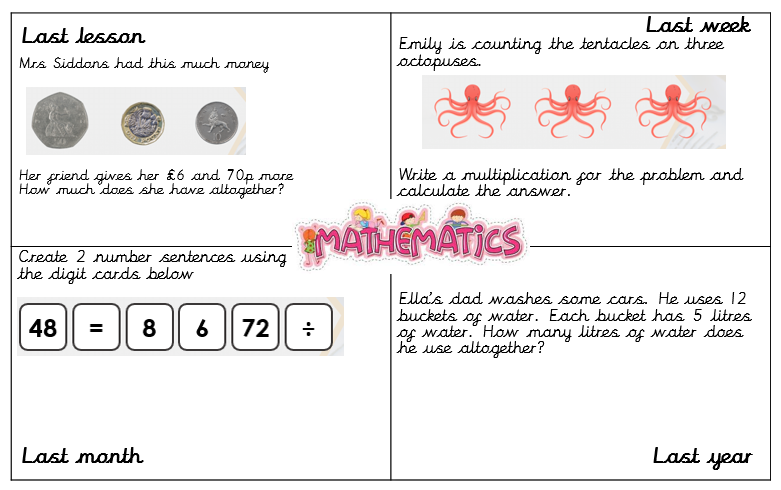 Last lesson
Mrs Siddons had this much money
Her friend gives her £6 and 70p more
How much does she have altogether?
Last week
Emily is counting the tentacles on three
octopuses.
Write a multiplication for the problem and
calculate the answer.
MATHEMATICS
Create 2 number sentences using
the digit cards below
48 = 8 6 72 ÷
Last month
Ella's dad washes some cars. He uses 12
buckets of water. Each bucket has 5 litres
of water. How many litres of water does
he use altogether?
Last year